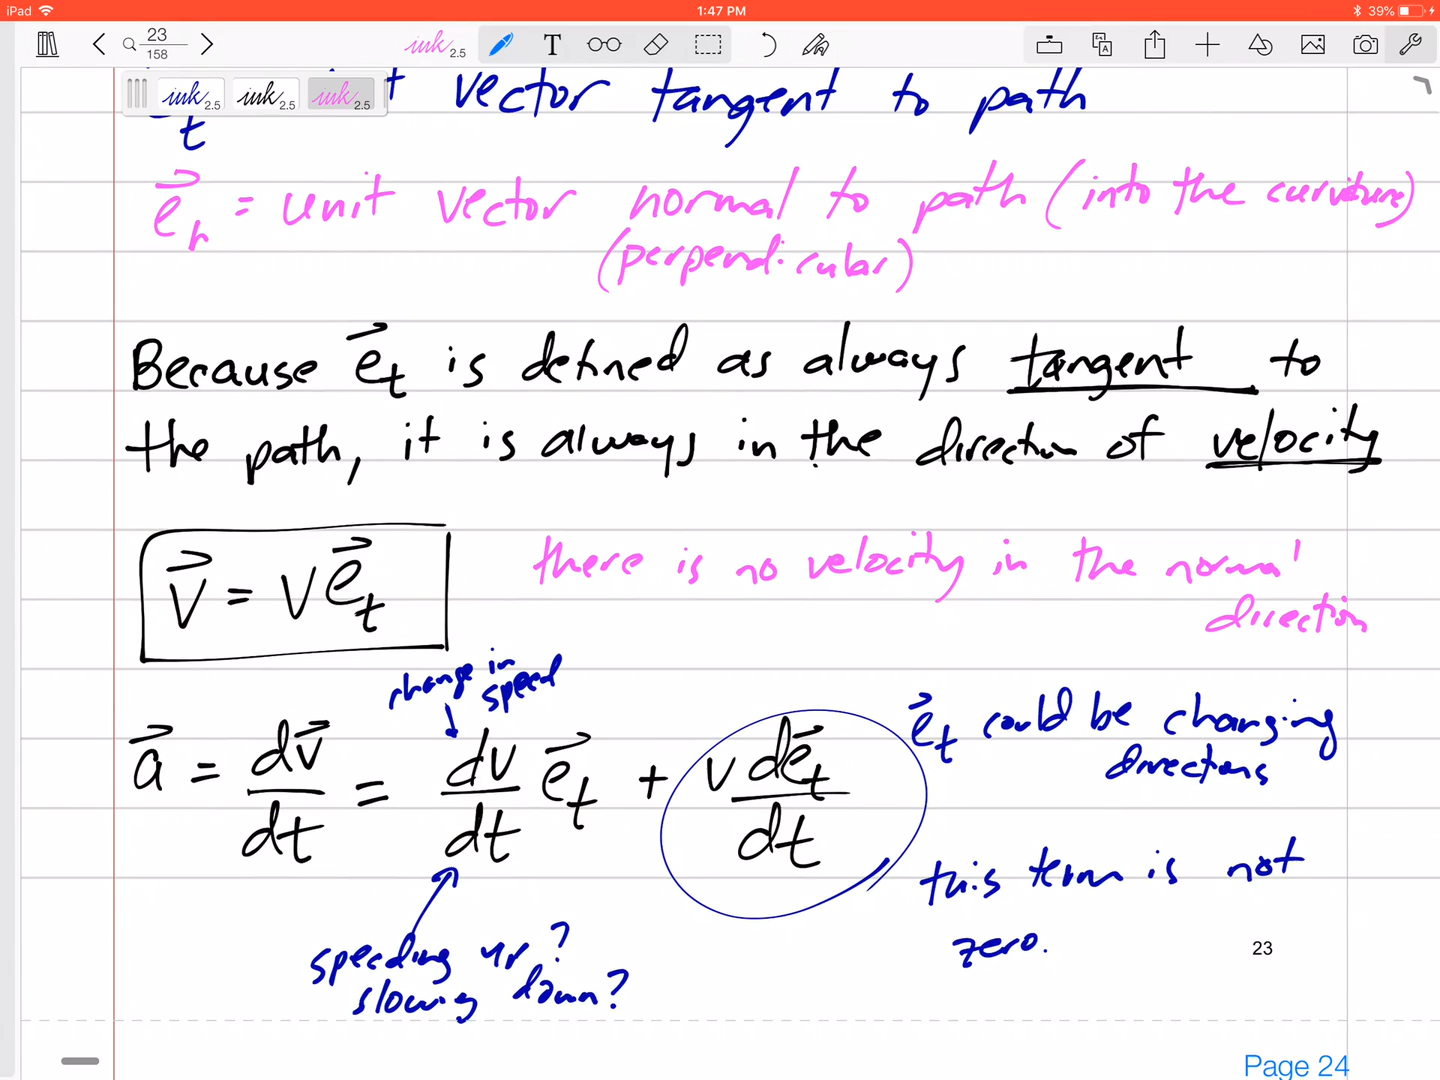 iPad 1:47 PM 39%
23
158
ink 2.5 T
ink 2.5 ink 2.5 ink 2.5
t vector tangent to path
e⃗n = unit vector normal to path (into the curvature)
(perpendicular)
Because e⃗t is defined as always tangent to
the path, it is always in the direction of velocity
v⃗ = v e⃗t
there is no velocity in the normal
direction
change in
speed
a⃗ = dv⃗/dt = dv/dt e⃗t + v de⃗t/dt
e⃗t could be changing
directions
this term is not
zero.
speeding up?
slowing down?
23
Page 24